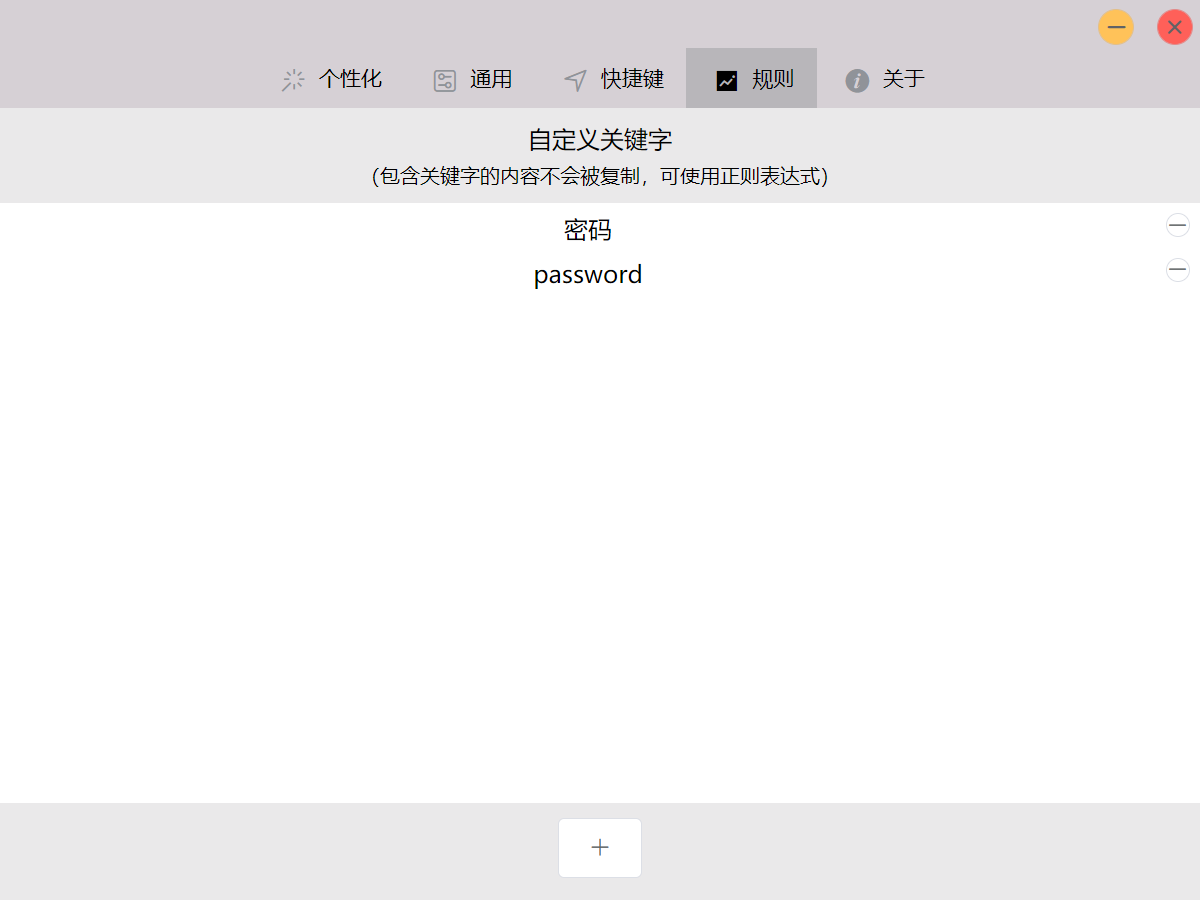 个性化 通用 快捷键 规则 关于
自定义关键字
(包含关键字的内容不会被复制，可使用正则表达式)
密码
password